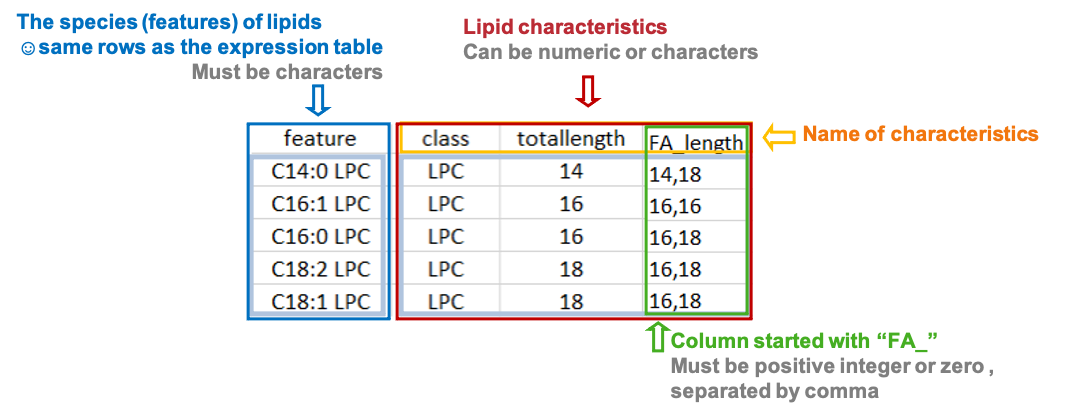 The species (features) of lipids
☺same rows as the expression table
Must be characters
Lipid characteristics
Can be numeric or characters
feature class totallength FA_length
Name of characteristics
C14:0 LPC LPC 14 14,18
C16:1 LPC LPC 16 16,16
C16:0 LPC LPC 16 16,18
C18:2 LPC LPC 18 16,18
C18:1 LPC LPC 18 16,18
Column started with “FA_”
Must be positive integer or zero ,
separated by comma